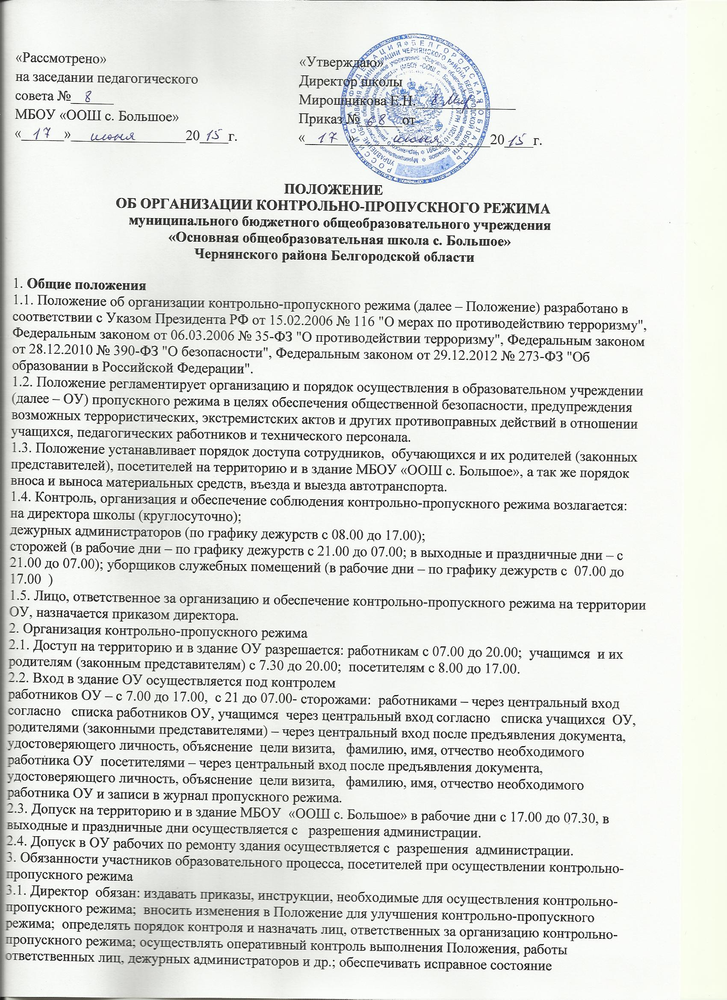 «Рассмотрено»
на заседании педагогического
совета № 8
МБОУ «ООШ с. Большое»
« 17 » июня 20 15 г.
«Утверждаю»
Директор школы
Мирошникова Е.Н.
Приказ № 68 от
« 17 » июня 20 15 г.
РОССИЙСКАЯ ФЕДЕРАЦИЯ * БЕЛГОРОДСКАЯ ОБЛАСТЬ
УПРАВЛЕНИЕ ОБРАЗОВАНИЯ АДМИНИСТРАЦИИ ЧЕРНЯНСКОГО РАЙОНА БЕЛГОРОДСКОЙ ОБЛАСТИ
ПОЛОЖЕНИЕ
ОБ ОРГАНИЗАЦИИ КОНТРОЛЬНО-ПРОПУСКНОГО РЕЖИМА
муниципального бюджетного общеобразовательного учреждения
«Основная общеобразовательная школа с. Большое»
Чернянского района Белгородской области
1. Общие положения
1.1. Положение об организации контрольно-пропускного режима (далее – Положение) разработано в
соответствии с Указом Президента РФ от 15.02.2006 № 116 "О мерах по противодействию терроризму",
Федеральным законом от 06.03.2006 № 35-ФЗ "О противодействии терроризму", Федеральным законом
от 28.12.2010 № 390-ФЗ "О безопасности", Федеральным законом от 29.12.2012 № 273-ФЗ "Об
образовании в Российской Федерации".
1.2. Положение регламентирует организацию и порядок осуществления в образовательном учреждении
(далее – ОУ) пропускного режима в целях обеспечения общественной безопасности, предупреждения
возможных террористических, экстремистских актов и других противоправных действий в отношении
учащихся, педагогических работников и технического персонала.
1.3. Положение устанавливает порядок доступа сотрудников,  обучающихся и их родителей (законных
представителей), посетителей на территорию и в здание МБОУ «ООШ с. Большое», а так же порядок
вноса и выноса материальных средств, въезда и выезда автотранспорта.
1.4. Контроль, организация и обеспечение соблюдения контрольно-пропускного режима возлагается:
на директора школы (круглосуточно);
дежурных администраторов (по графику дежурств с 08.00 до 17.00);
сторожей (в рабочие дни – по графику дежурств с 21.00 до 07.00; в выходные и праздничные дни – с
21.00 до 07.00); уборщиков служебных помещений (в рабочие дни – по графику дежурств с  07.00 до
17.00  )
1.5. Лицо, ответственное за организацию и обеспечение контрольно-пропускного режима на территории
ОУ, назначается приказом директора.
2. Организация контрольно-пропускного режима
2.1. Доступ на территорию и в здание ОУ разрешается: работникам с 07.00 до 20.00;  учащимся  и их
родителям (законным представителям) с 7.30 до 20.00;  посетителям с 8.00 до 17.00.
2.2. Вход в здание ОУ осуществляется под контролем
работников ОУ – с 7.00 до 17.00,  с 21 до 07.00- сторожами:  работниками – через центральный вход
согласно   списка работников ОУ, учащимся  через центральный вход согласно   списка учащихся  ОУ,
родителями (законными представителями) – через центральный вход после предъявления документа,
удостоверяющего личность, объяснение  цели визита,   фамилию, имя, отчество необходимого
работника ОУ  посетителями – через центральный вход после предъявления документа,
удостоверяющего личность, объяснение  цели визита,   фамилию, имя, отчество необходимого
работника ОУ и записи в журнал пропускного режима.
2.3. Допуск на территорию и в здание МБОУ  «ООШ с. Большое» в рабочие дни с 17.00 до 07.30, в
выходные и праздничные дни осуществляется с   разрешения администрации.
2.4. Допуск в ОУ рабочих по ремонту здания осуществляется с  разрешения  администрации.
3. Обязанности участников образовательного процесса, посетителей при осуществлении контрольно-
пропускного режима
3.1. Директор  обязан: издавать приказы, инструкции, необходимые для осуществления контрольно-
пропускного режима;  вносить изменения в Положение для улучшения контрольно-пропускного
режима;  определять порядок контроля и назначать лиц, ответственных за организацию контрольно-
пропускного режима; осуществлять оперативный контроль выполнения Положения, работы
ответственных лиц, дежурных администраторов и др.; обеспечивать исправное состояние